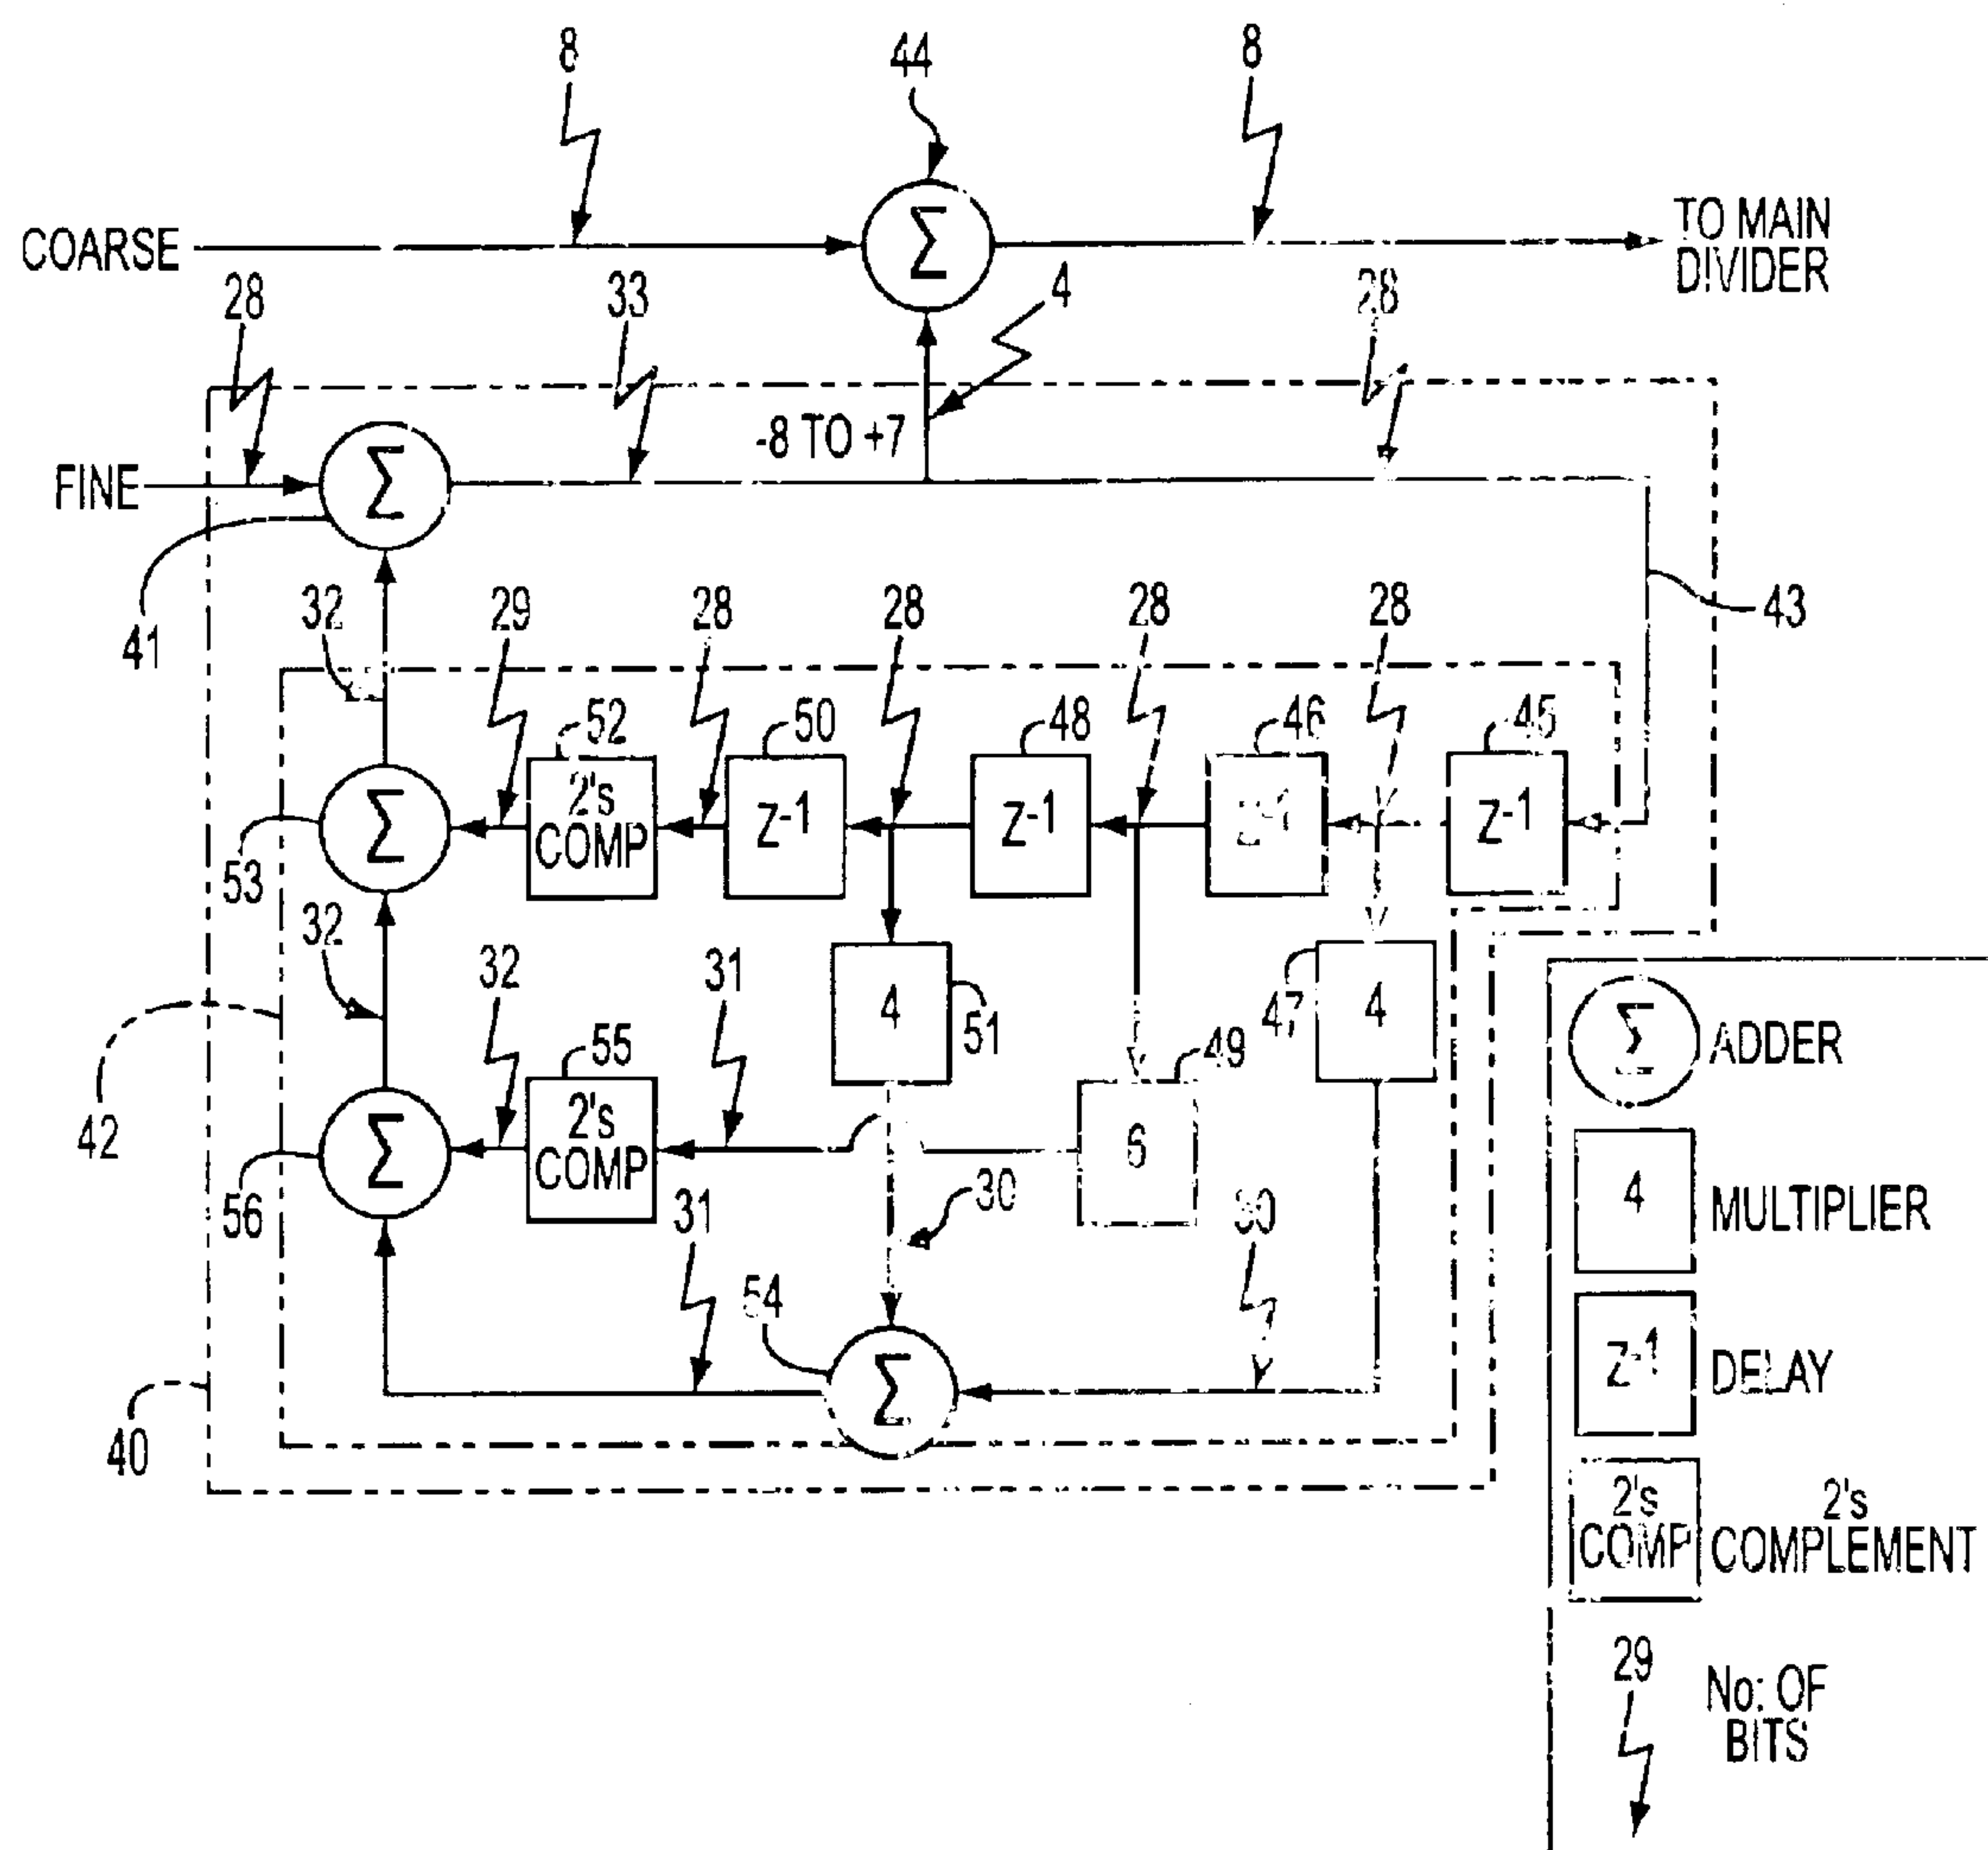 8
44
8
COARSE
Σ
TO MAIN
DIVIDER
28
33
4
28
-8 TO +7
FINE
Σ
41
32
29
28
28
28
28
43
52
50
48
46
45
Σ
2's
COMP
Z-1
Z-1
Z-1
Z-1
53
32
32
31
4
51
47
4
Σ
ADDER
42
55
49
Σ
2's
COMP
6
56
31
30
30
4
MULTIPLIER
54
Σ
Z-1
DELAY
40
2's
COMP
2's
COMPLEMENT
29
No: OF
BITS